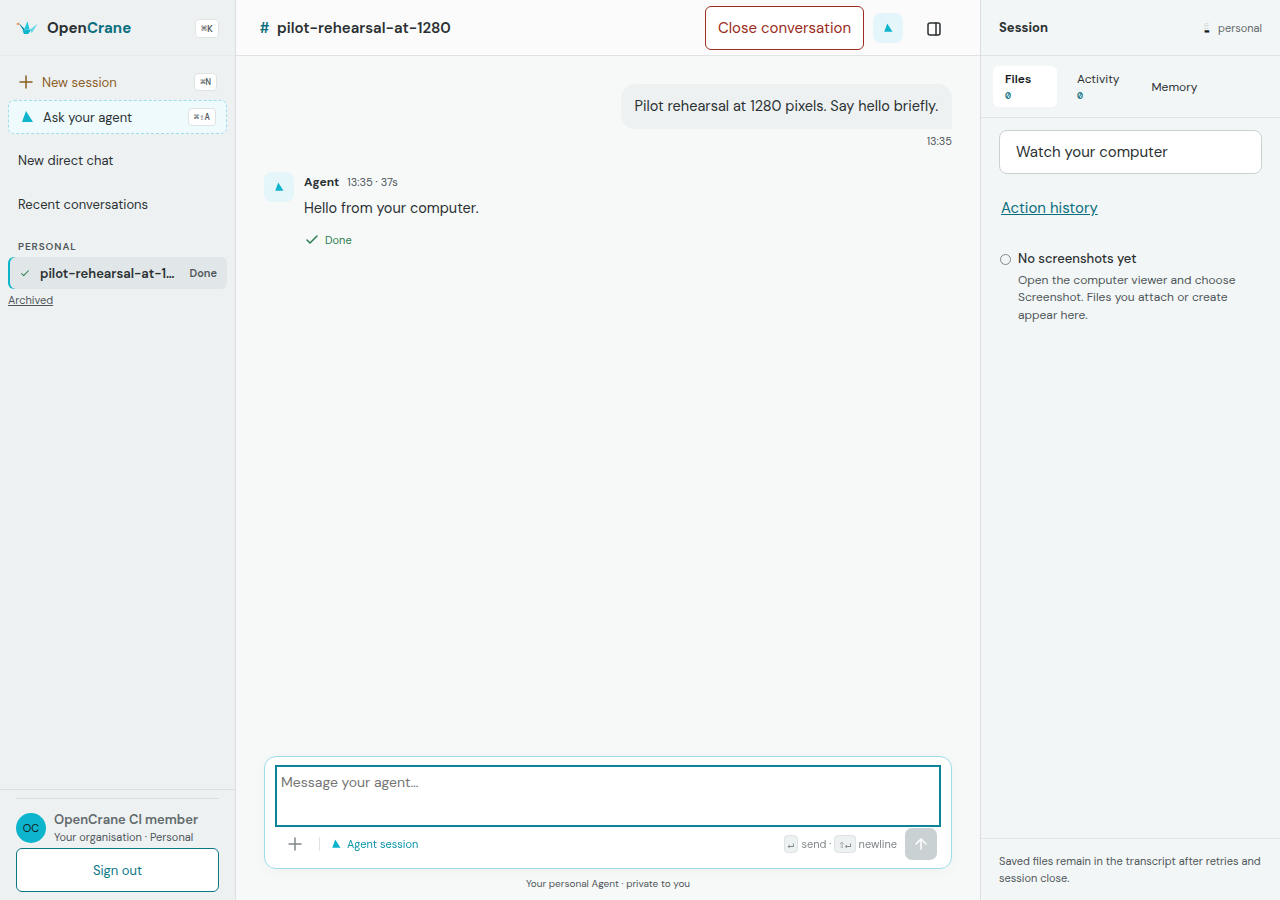 OpenCrane ⌘K
New session ⌘N
Ask your agent ⌘⇧A
New direct chat
Recent conversations
PERSONAL
pilot-rehearsal-at-1… Done
Archived
OC
OpenCrane CI member
Your organisation · Personal
Sign out
# pilot-rehearsal-at-1280
Close conversation
Pilot rehearsal at 1280 pixels. Say hello briefly.
13:35
Agent 13:35 · 37s
Hello from your computer.
Done
Message your agent…
Agent session
↵ send · ⇧↵ newline
Your personal Agent · private to you
Session
personal
Files
0
Activity
0
Memory
Watch your computer
Action history
No screenshots yet
Open the computer viewer and choose
Screenshot. Files you attach or create
appear here.
Saved files remain in the transcript after retries and
session close.